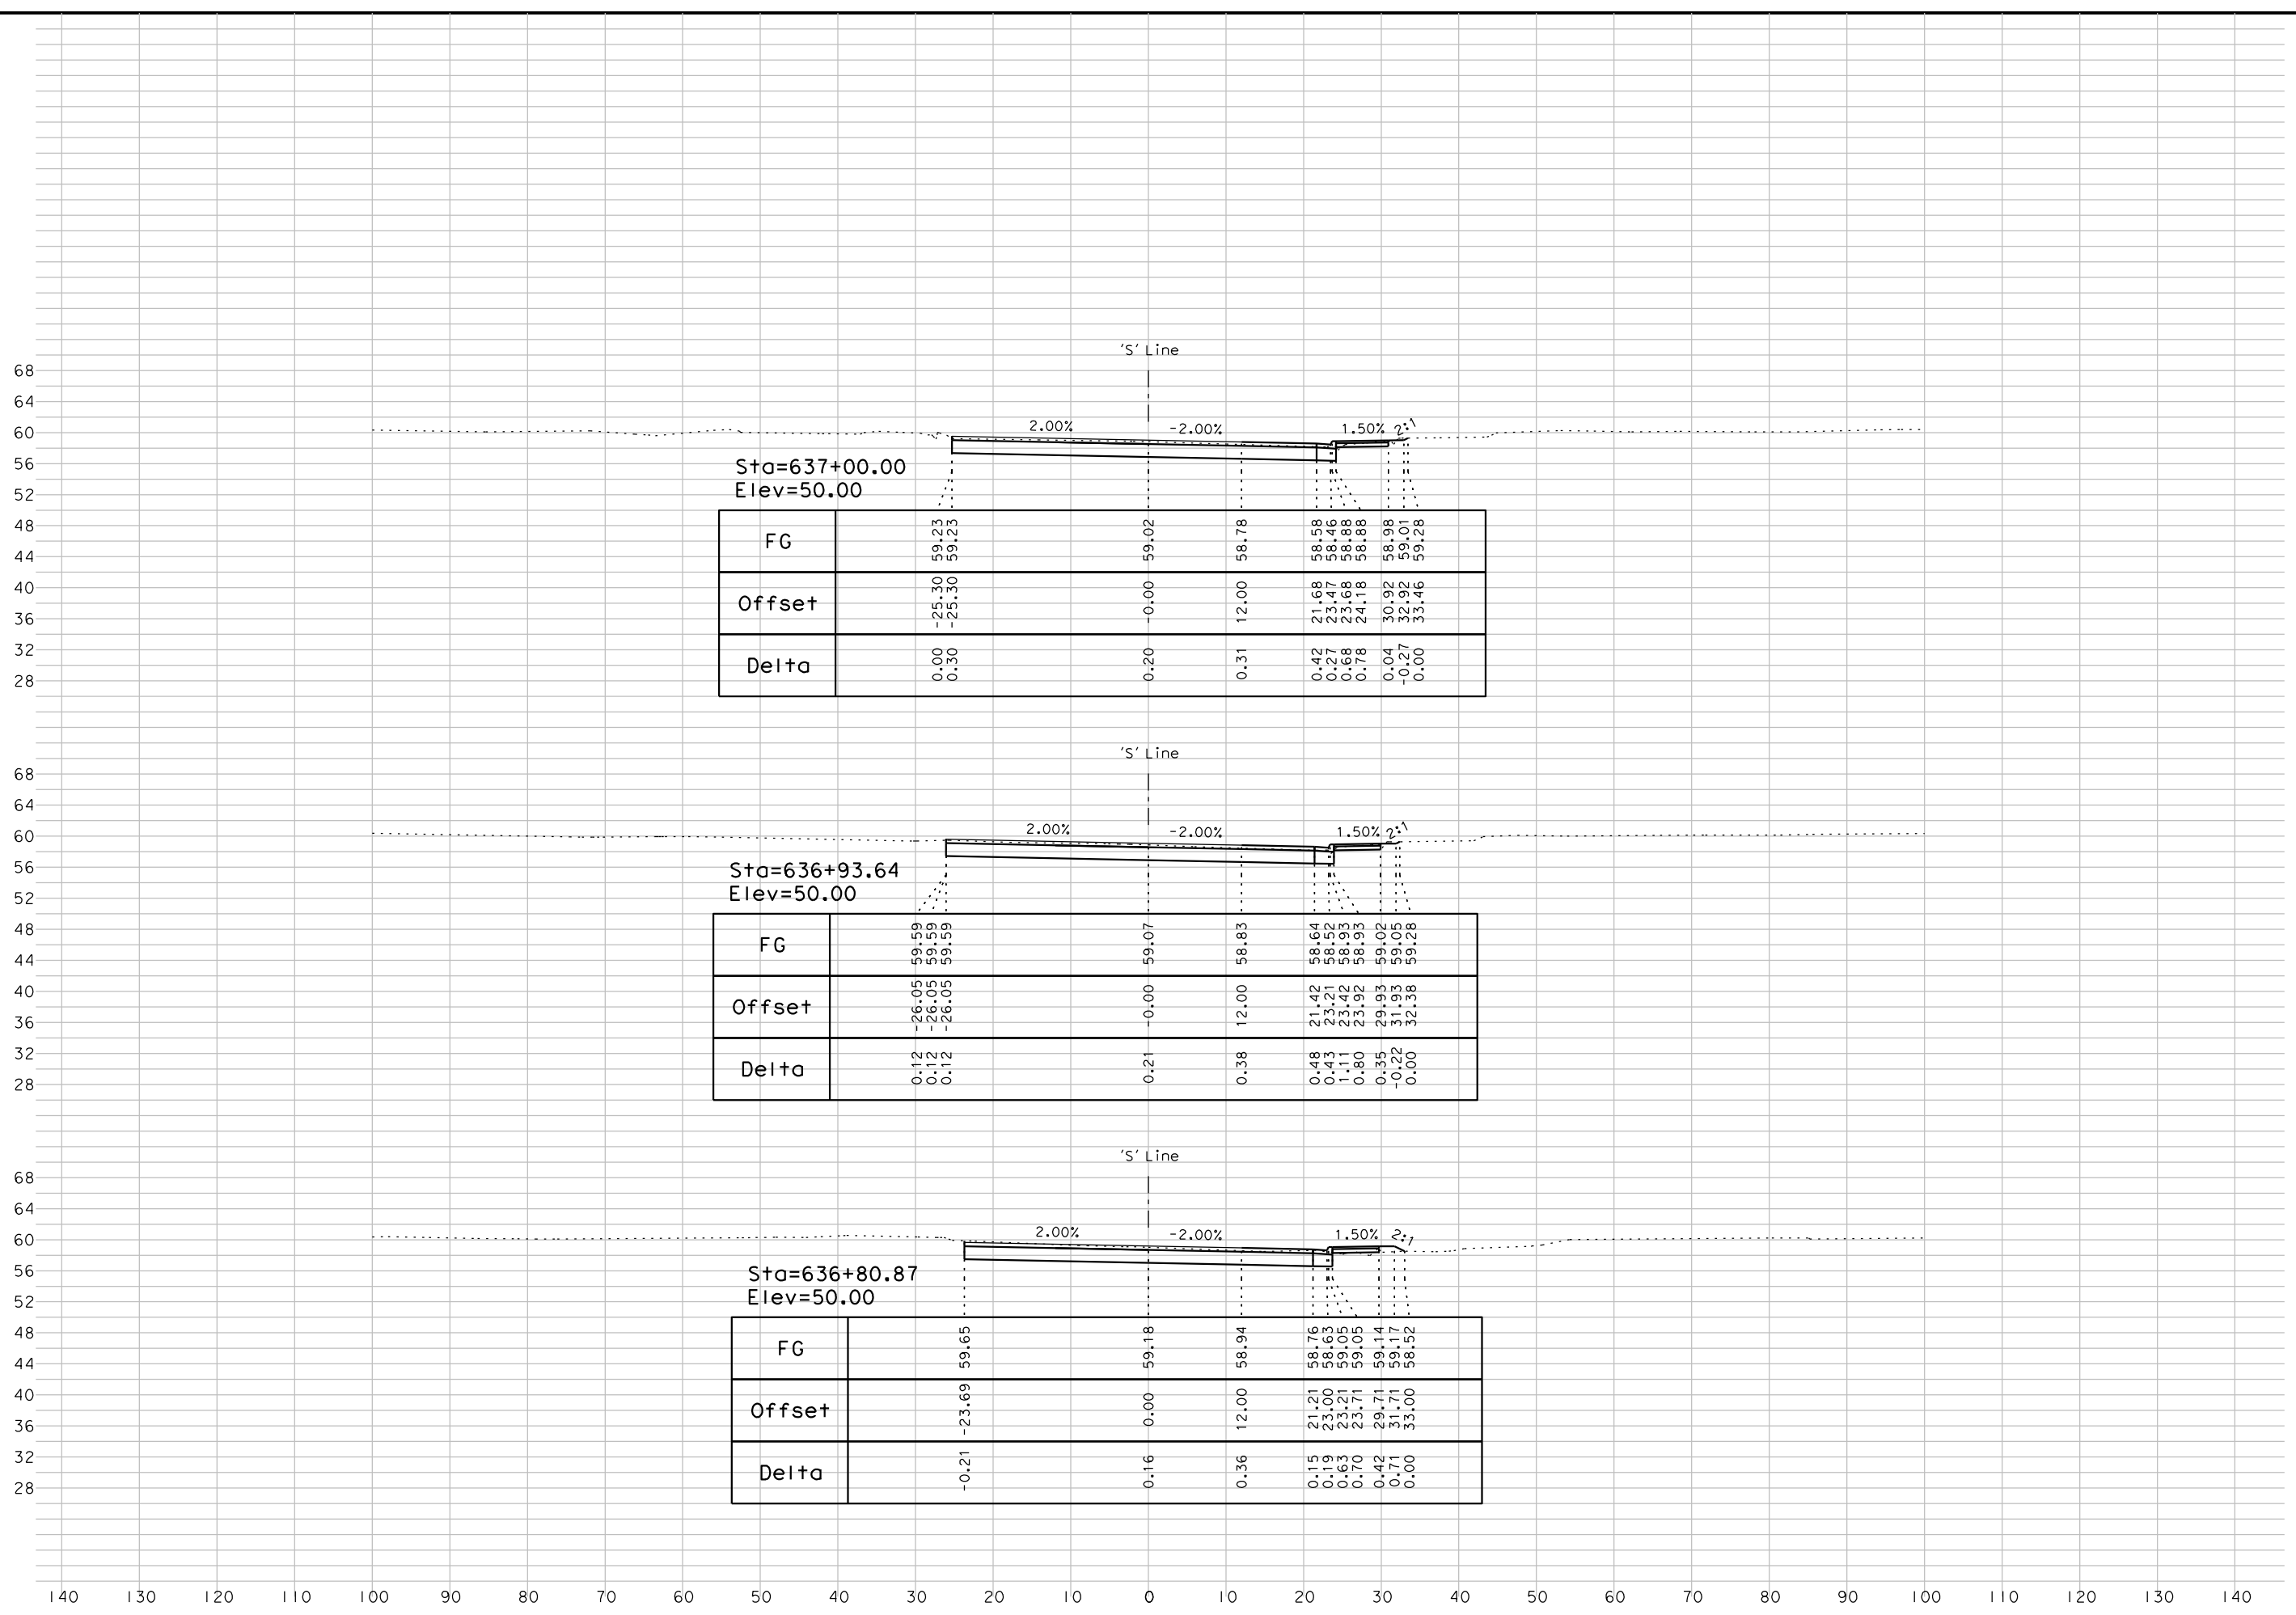 'S' Line
68
64
60
2.00%
-2.00%
1.50%
2:1
56
Sta=637+00.00
52
Elev=50.00
48
44
FG 59.23 59.23 59.02 58.78 58.58 58.46 58.88 58.88 58.98 59.01 59.28
40
36
Offset -25.30 -25.30 -0.00 12.00 21.68 23.47 23.68 24.18 30.92 32.92 33.46
32
28
Delta 0.00 0.30 0.20 0.31 0.42 0.27 0.68 0.78 0.04 -0.27 0.00
'S' Line
68
64
60
2.00%
-2.00%
1.50%
2:1
56
Sta=636+93.64
52
Elev=50.00
48
44
FG 59.59 59.59 59.59 59.07 58.83 58.64 58.52 58.93 58.93 59.02 59.05 59.28
40
36
Offset -26.05 -26.05 -26.05 -0.00 12.00 21.42 23.21 23.42 23.92 29.93 31.93 32.38
32
28
Delta 0.12 0.12 0.12 0.21 0.38 0.48 0.43 1.11 0.80 0.35 -0.22 0.00
'S' Line
68
64
60
2.00%
-2.00%
1.50%
2:1
56
Sta=636+80.87
52
Elev=50.00
48
44
FG 59.65 59.18 58.94 58.76 58.63 59.05 59.05 59.14 59.17 58.52
40
36
Offset -23.69 0.00 12.00 21.21 23.00 23.21 23.71 29.71 31.71 33.00
32
28
Delta -0.21 0.16 0.36 0.15 0.19 0.63 0.70 0.42 0.71 0.00
140 130 120 110 100 90 80 70 60 50 40 30 20 10 0 10 20 30 40 50 60 70 80 90 100 110 120 130 140